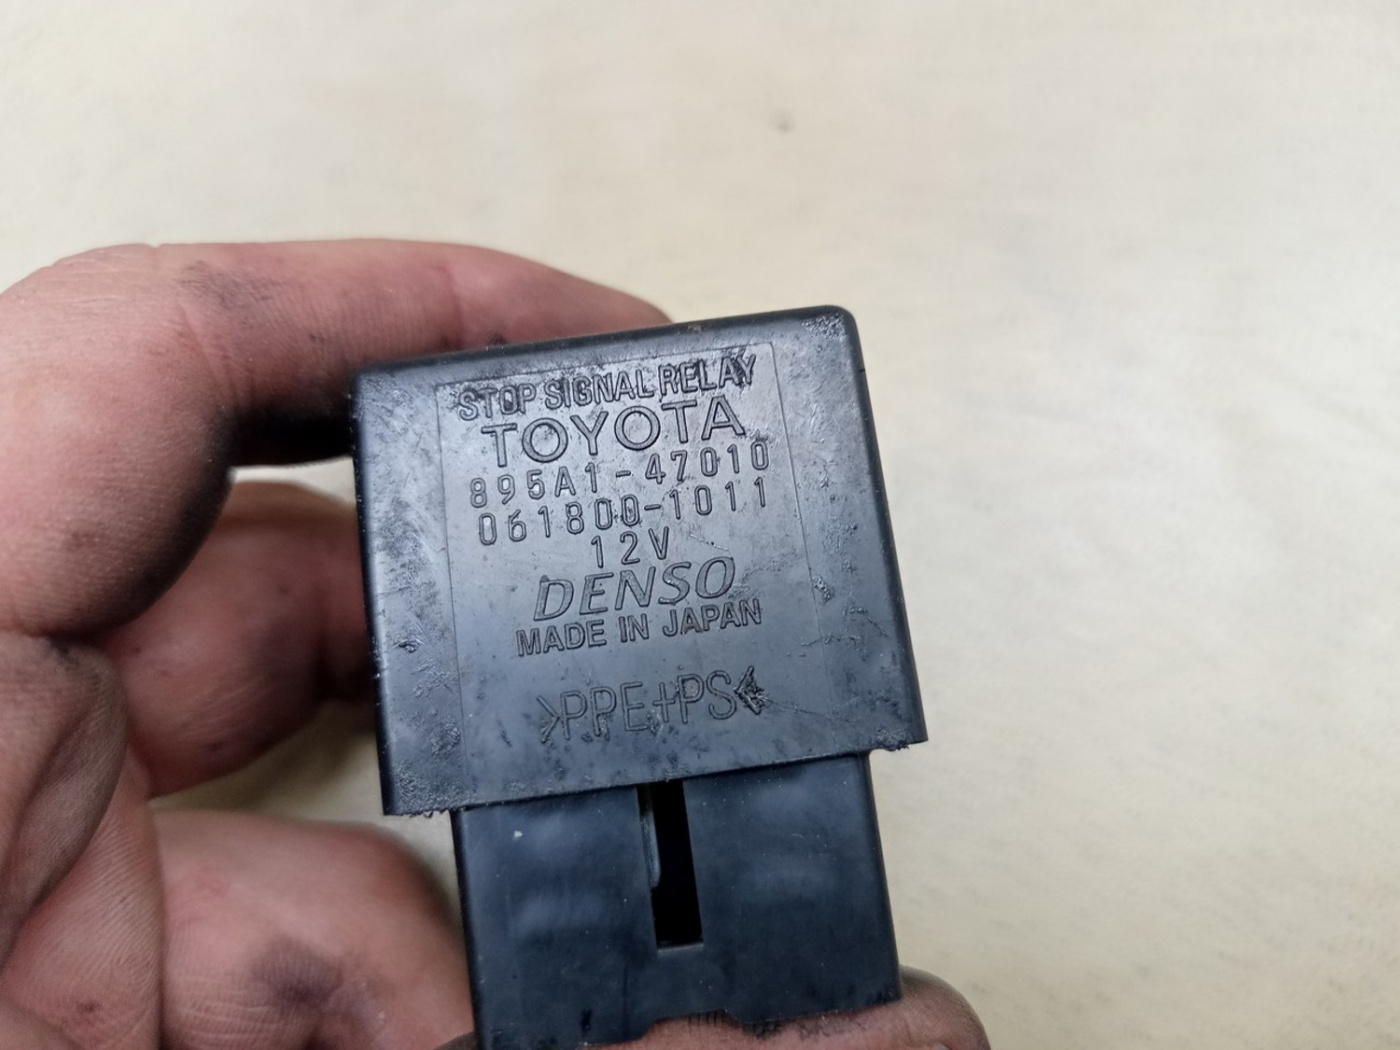 STOP SIGNAL RELAY
TOYOTA
895A1-47010
061800-1011
12V
DENSO
MADE IN JAPAN
>PPE+PS<